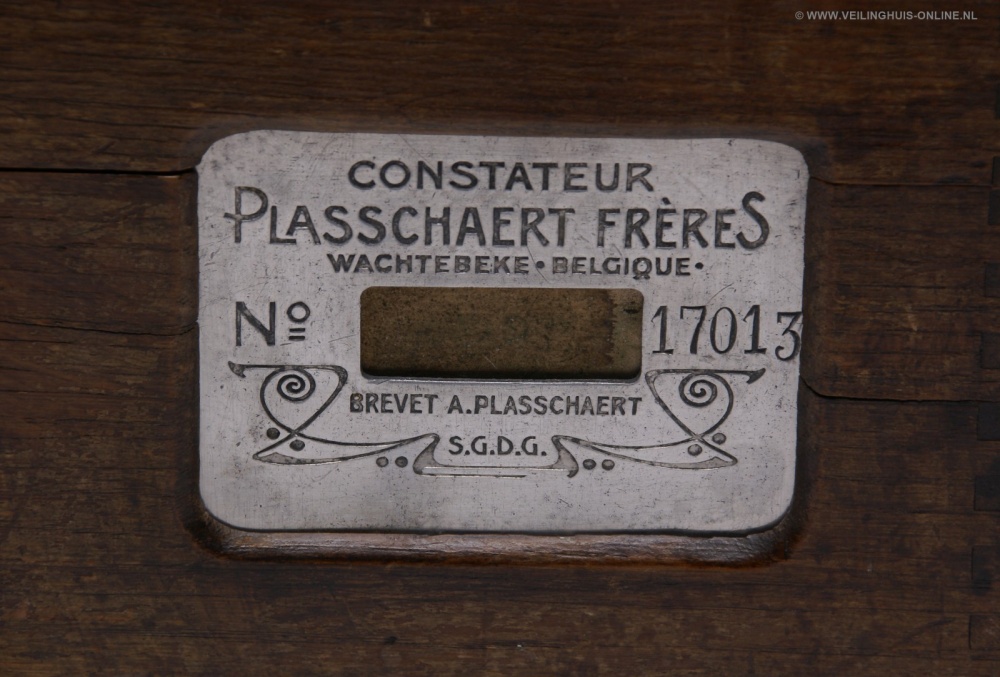 © WWW.VEILINGHUIS-ONLINE.NL
CONSTATEUR
PLASSCHAERT FRÈRES
WACHTEBEKE • BELGIQUE •
Nº 17013
BREVET A. PLASSCHAERT
S.G.D.G.